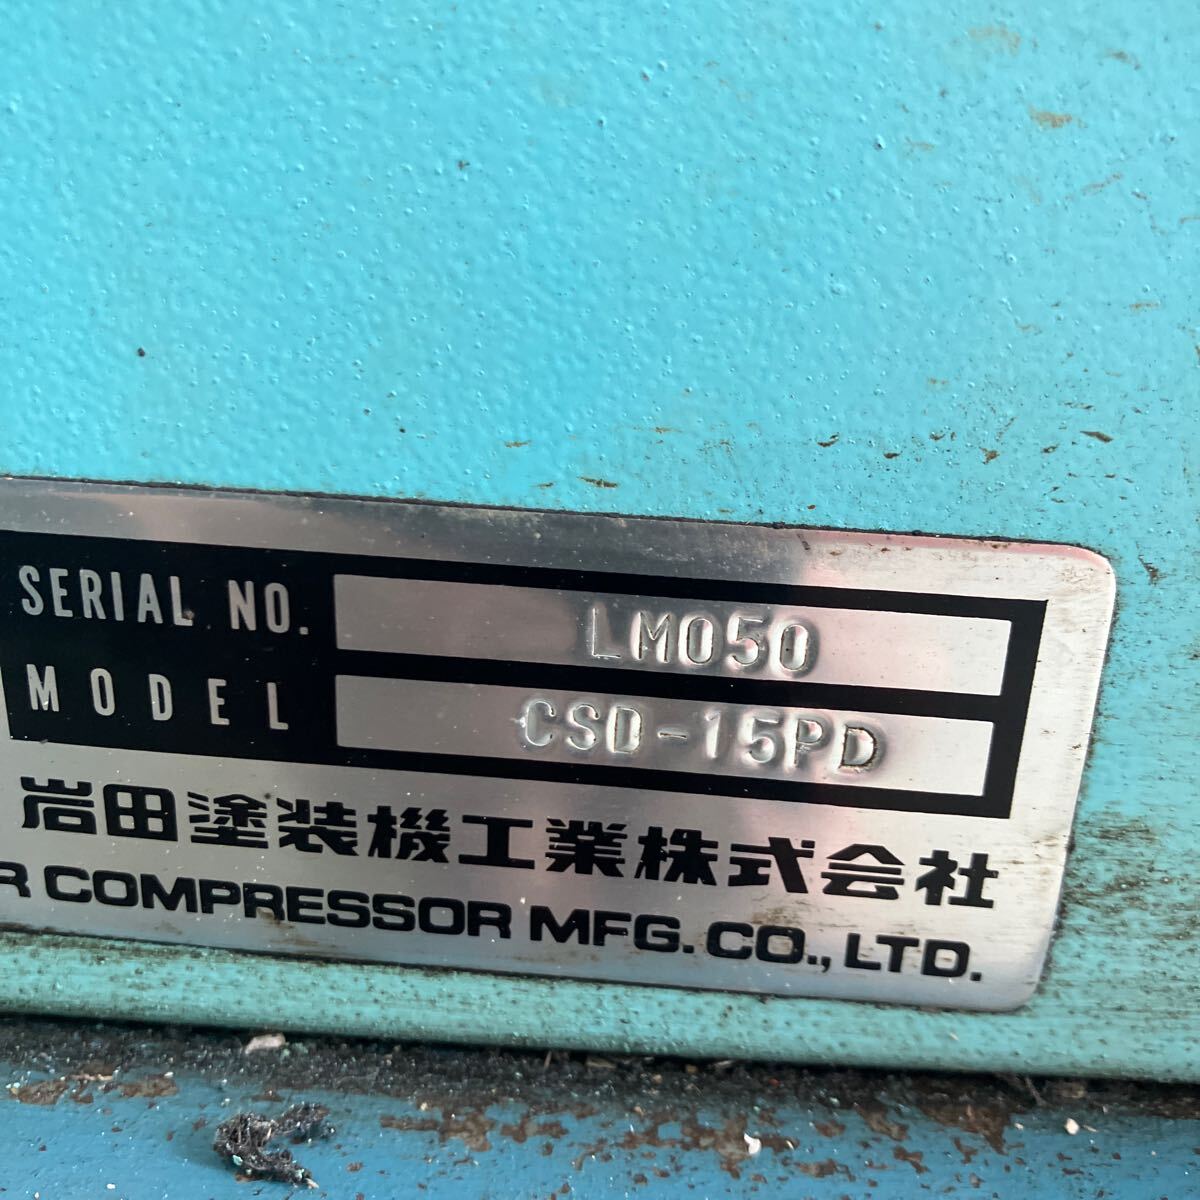 SERIAL NO. LM050
MODEL CSD-15PD
岩田塗装機工業株式会社
R COMPRESSOR MFG. CO., LTD.